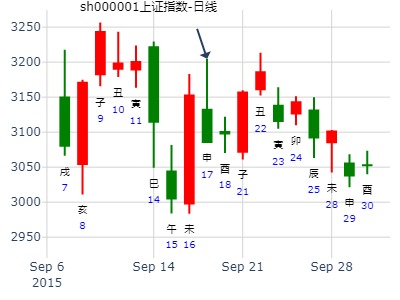 sh000001上证指数-日线
3250
3200
3150
3100
3050
3000
2950
戌
7
亥
8
子
9
丑
10
寅
11
巳
14
午
15
未
16
申
17
酉
18
子
21
丑
22
寅
23
卯
24
辰
25
未
28
申
29
酉
30
Sep 6
2015
Sep 14
Sep 21
Sep 28